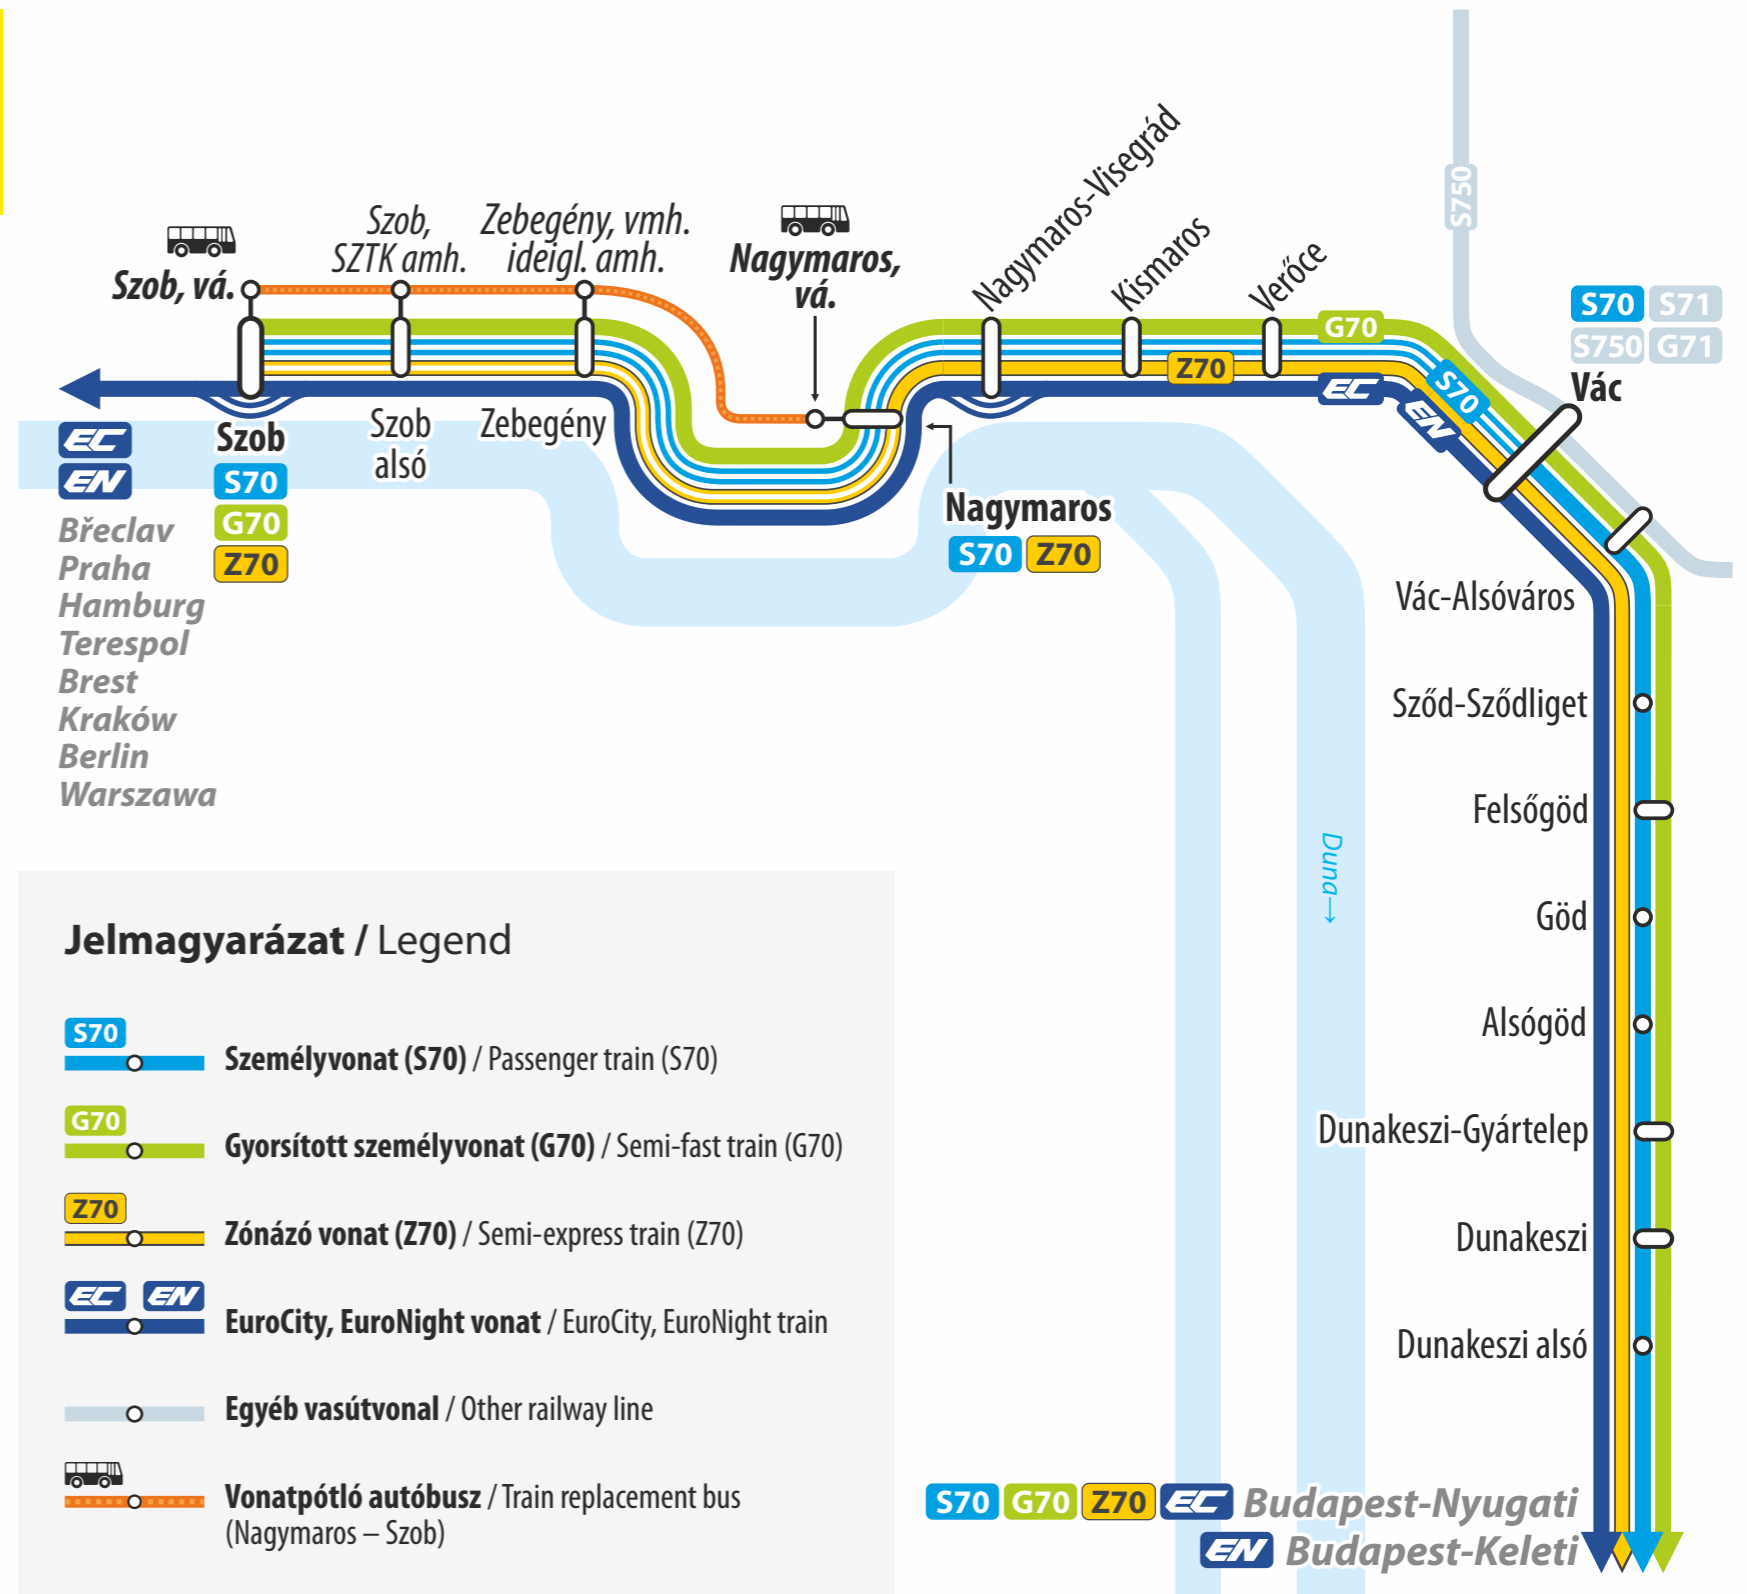 Szob, vá.
Szob,
SZTK amh.
Zebegény, vmh.
ideigl. amh.
Nagymaros,
vá.
Nagymaros-Visegrád
Kismaros
Verőce
S750
G70
Z70
EC
EN
S70
S70 S71
S750 G71
Vác
EC
EN
Břeclav
Praha
Hamburg
Terespol
Brest
Kraków
Berlin
Warszawa
Szob
S70
G70
Z70
Szob
alsó
Zebegény
Nagymaros
S70 Z70
Vác-Alsóváros
Sződ-Sződliget
Felsőgöd
Göd
Alsógöd
Dunakeszi-Gyártelep
Dunakeszi
Dunakeszi alsó
Duna→
S70 G70 Z70 EC Budapest-Nyugati
EN Budapest-Keleti
Jelmagyarázat / Legend
S70
Személyvonat (S70) / Passenger train (S70)
G70
Gyorsított személyvonat (G70) / Semi-fast train (G70)
Z70
Zónázó vonat (Z70) / Semi-express train (Z70)
EC EN
EuroCity, EuroNight vonat / EuroCity, EuroNight train
Egyéb vasútvonal / Other railway line
Vonatpótló autóbusz / Train replacement bus
(Nagymaros – Szob)